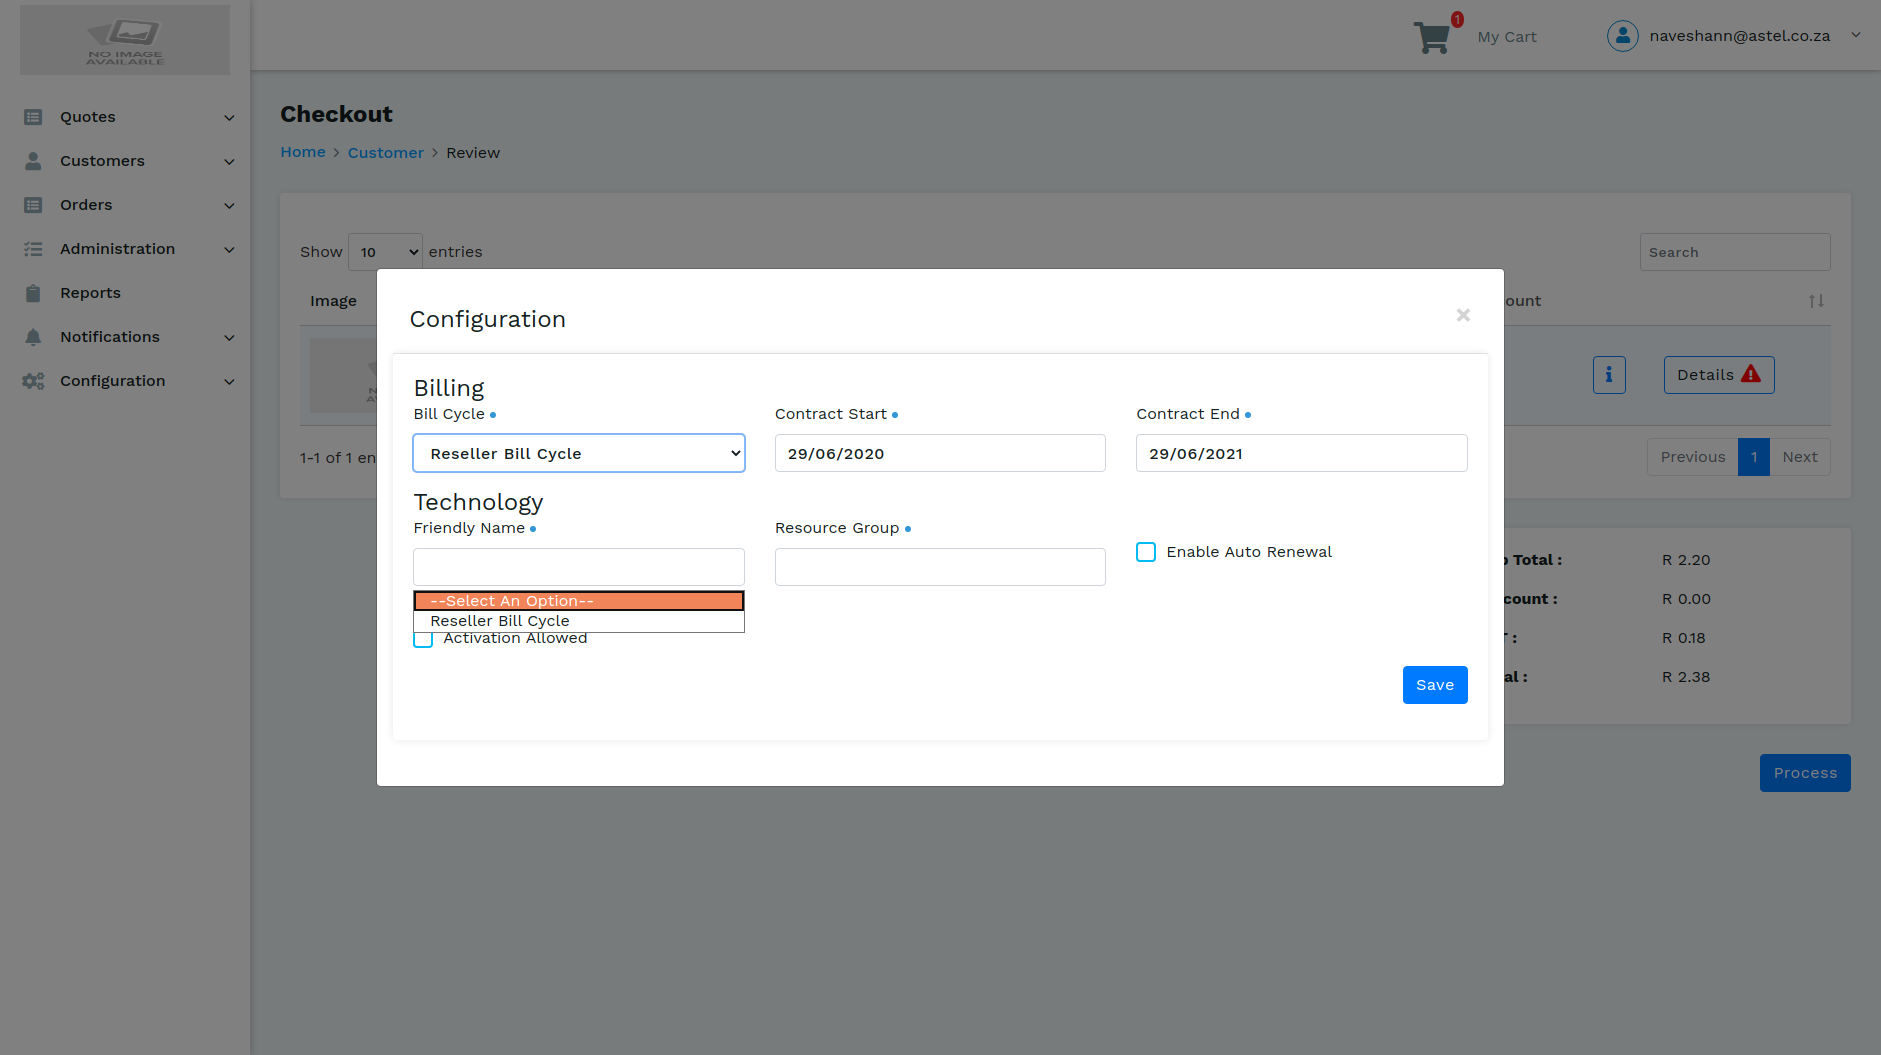 NO IMAGE
AVAILABLE
1
My Cart
naveshann@astel.co.za
Quotes
Customers
Orders
Administration
Reports
Notifications
Configuration
Checkout
Home > Customer > Review
Show 10 entries
Search
Image
ount
Details
1-1 of 1 en
Previous 1 Next
Configuration
×
Billing
Bill Cycle
Contract Start
Contract End
Reseller Bill Cycle
29/06/2020
29/06/2021
Technology
Friendly Name
Resource Group
Enable Auto Renewal
--Select An Option--
Reseller Bill Cycle
Activation Allowed
Save
Total : R 2.20
count : R 0.00
: R 0.18
al : R 2.38
Process